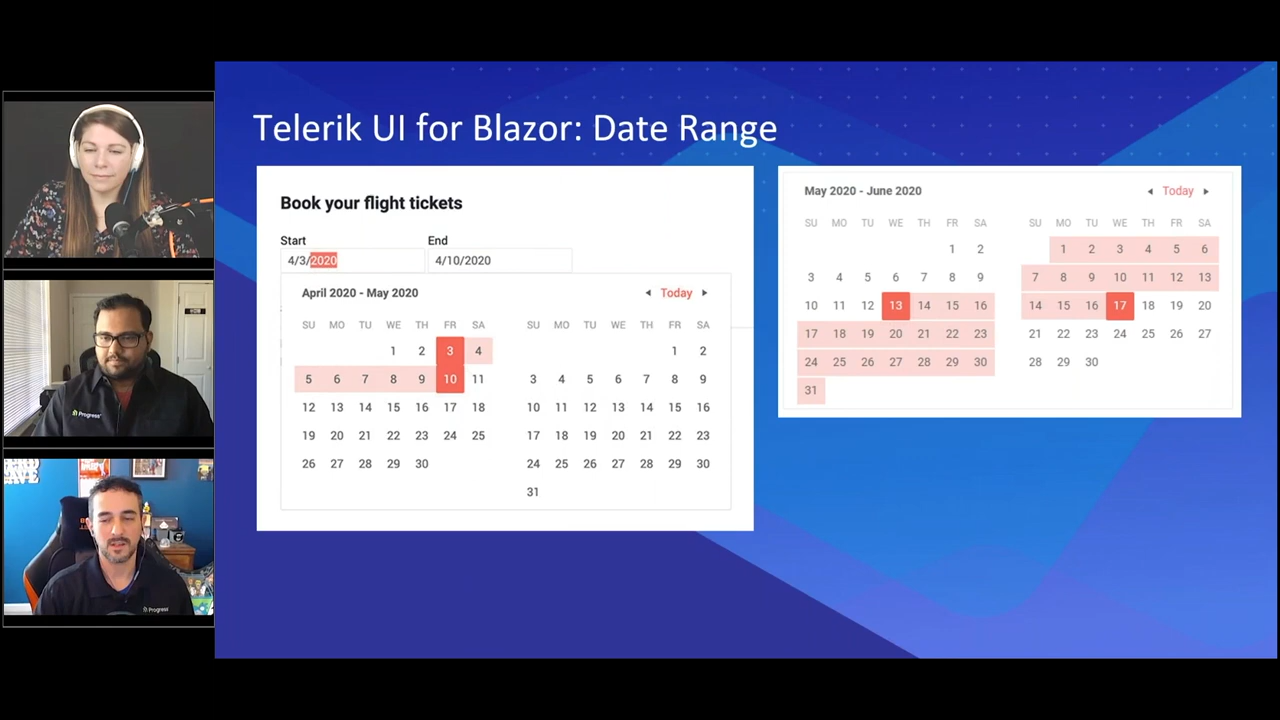 Telerik UI for Blazor: Date Range
Book your flight tickets
Start End
4/3/2020 4/10/2020
April 2020 - May 2020 Today
SU MO TU WE TH FR SA SU MO TU WE TH FR SA
1 2 3 4 1 2
5 6 7 8 9 10 11 3 4 5 6 7 8 9
12 13 14 15 16 17 18 10 11 12 13 14 15 16
19 20 21 22 23 24 25 17 18 19 20 21 22 23
26 27 28 29 30 24 25 26 27 28 29 30
31
May 2020 - June 2020 Today
SU MO TU WE TH FR SA SU MO TU WE TH FR SA
1 2 1 2 3 4 5 6
3 4 5 6 7 8 9 7 8 9 10 11 12 13
10 11 12 13 14 15 16 14 15 16 17 18 19 20
17 18 19 20 21 22 23 21 22 23 24 25 26 27
24 25 26 27 28 29 30 28 29 30
31
Progress
Progress